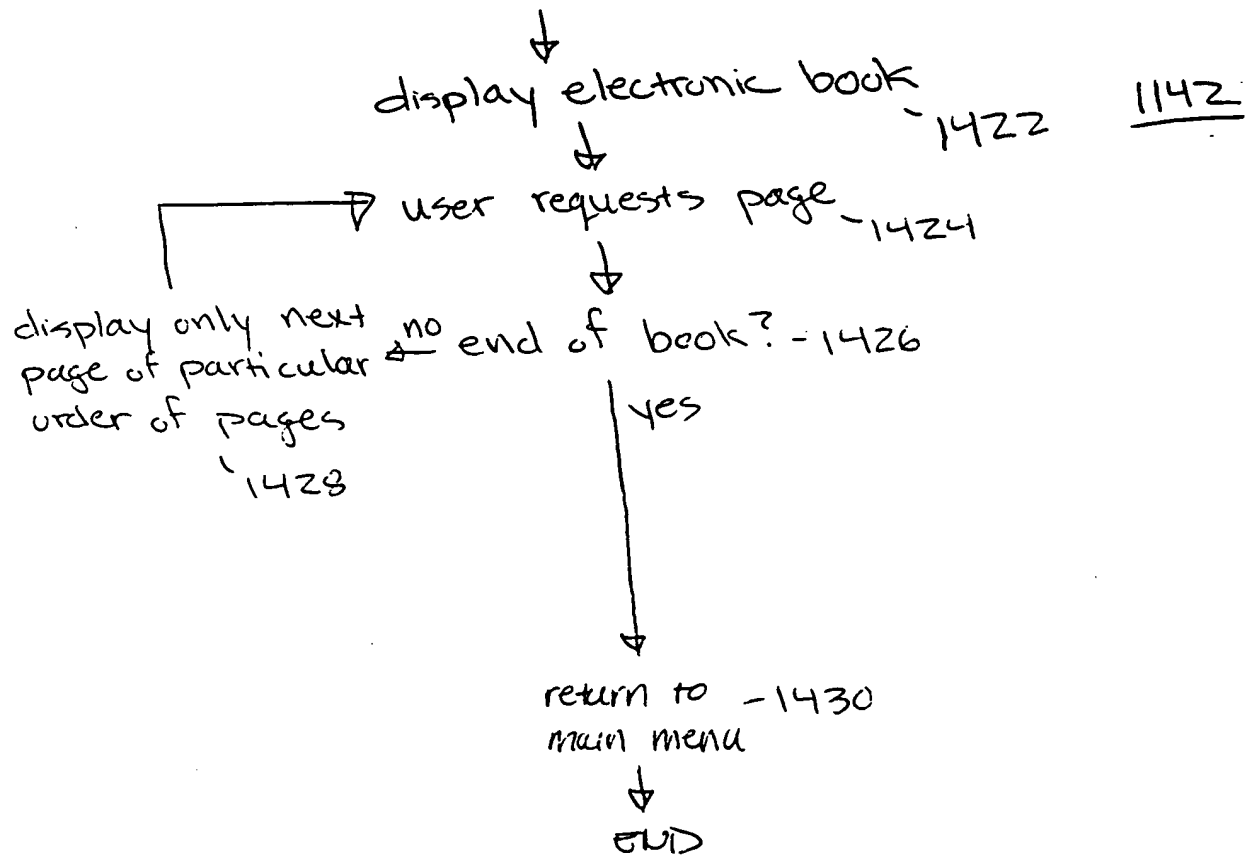 display electronic book
-1422
1142
user requests page
-1424
display only next
page of particular
order of pages
-1428
no
end of book? -1426
yes
return to -1430
main menu
END